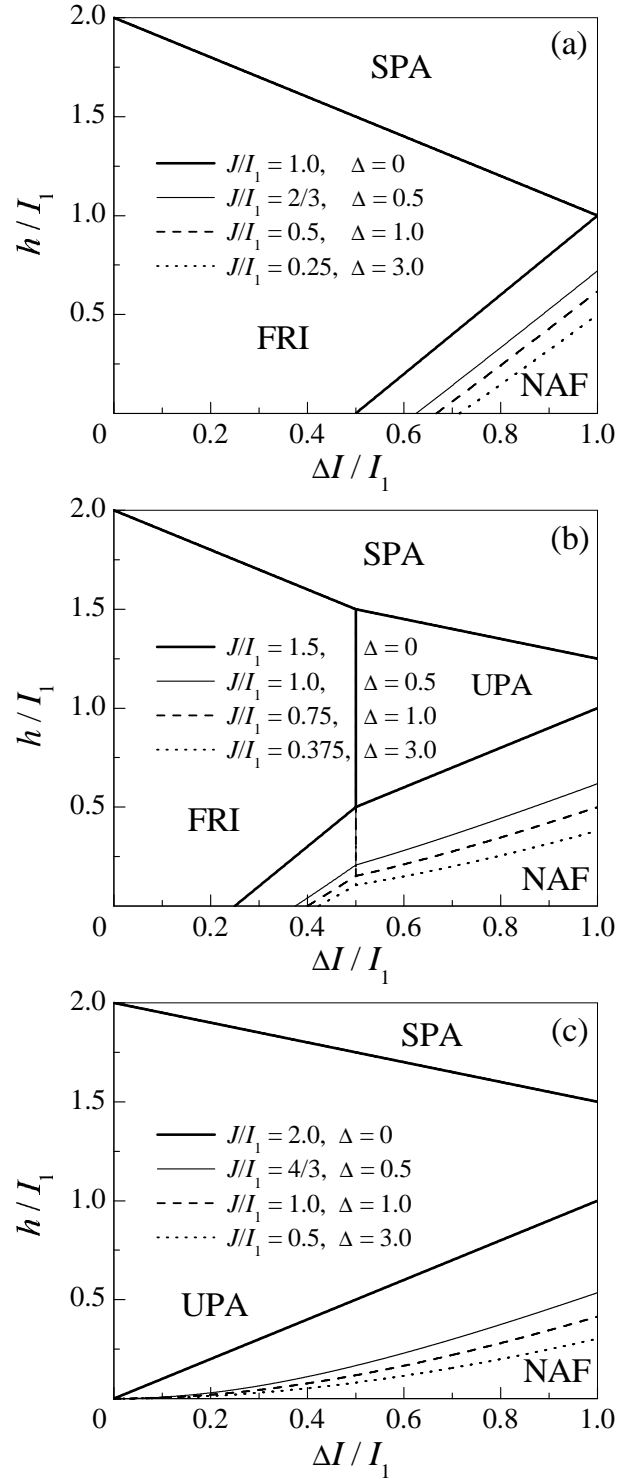 (a)
SPA
2.0
1.5
1.0
0.5
h / I₁
J/I₁ = 1.0, Δ = 0
J/I₁ = 2/3, Δ = 0.5
J/I₁ = 0.5, Δ = 1.0
J/I₁ = 0.25, Δ = 3.0
FRI
NAF
0 0.2 0.4 0.6 0.8 1.0
ΔI / I₁
(b)
SPA
2.0
1.5
1.0
0.5
h / I₁
J/I₁ = 1.5, Δ = 0
J/I₁ = 1.0, Δ = 0.5
J/I₁ = 0.75, Δ = 1.0
J/I₁ = 0.375, Δ = 3.0
UPA
FRI
NAF
0 0.2 0.4 0.6 0.8 1.0
ΔI / I₁
(c)
SPA
2.0
1.5
1.0
0.5
0
h / I₁
J/I₁ = 2.0, Δ = 0
J/I₁ = 4/3, Δ = 0.5
J/I₁ = 1.0, Δ = 1.0
J/I₁ = 0.5, Δ = 3.0
UPA
NAF
0 0.2 0.4 0.6 0.8 1.0
ΔI / I₁